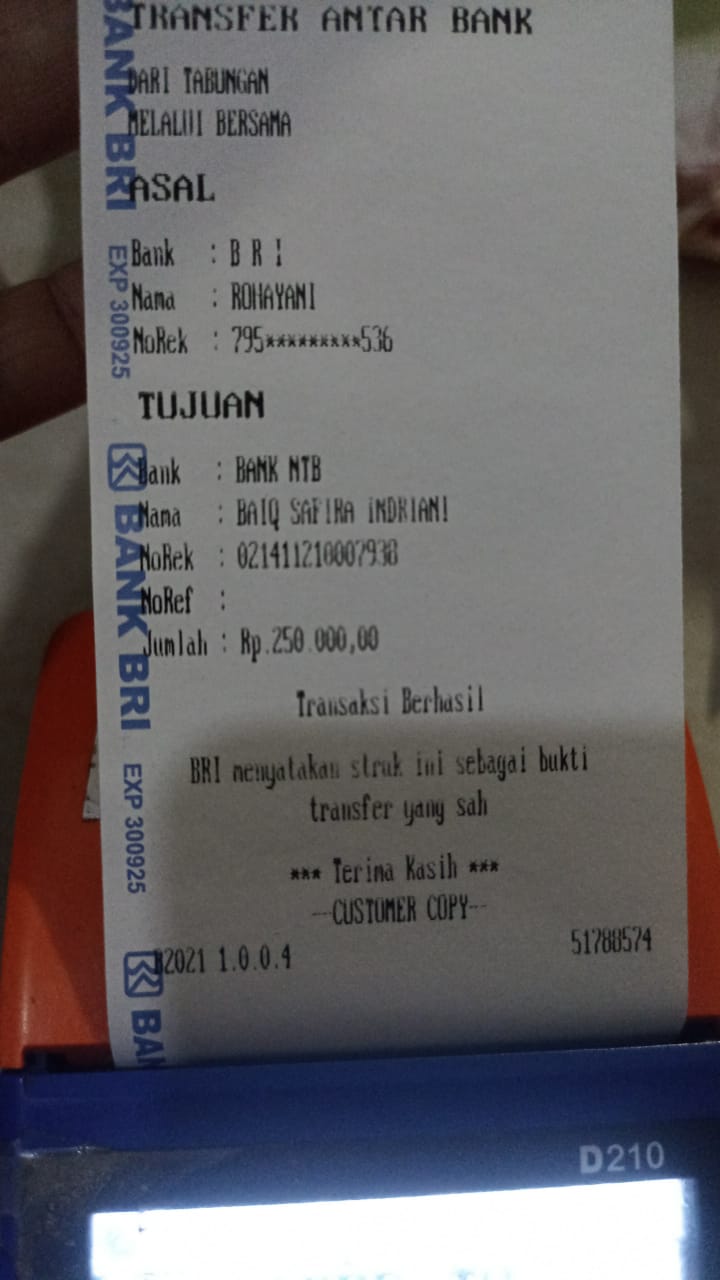 TRANSFER ANTAR BANK
DARI TABUNGAN
MELALUI BERSAMA
ASAL
Bank : B R I
Nama : ROHAYANI
NoRek : 795*********536
TUJUAN
Bank : BANK NTB
Nama : BAIQ SAFIRA iNDRIANI
NoRek : 021411210007938
NoRef :
Jumlah : Rp.250.000,00
Transaksi Berhasil
BRI menyatakan struk ini sebagai bukti
transfer yang sah
*** Terima Kasih ***
---CUSTOMER COPY---
2021 1.0.0.4 51788574
BANK BRI
EXP 300925
BANK BRI
EXP 300925
BAN
D210